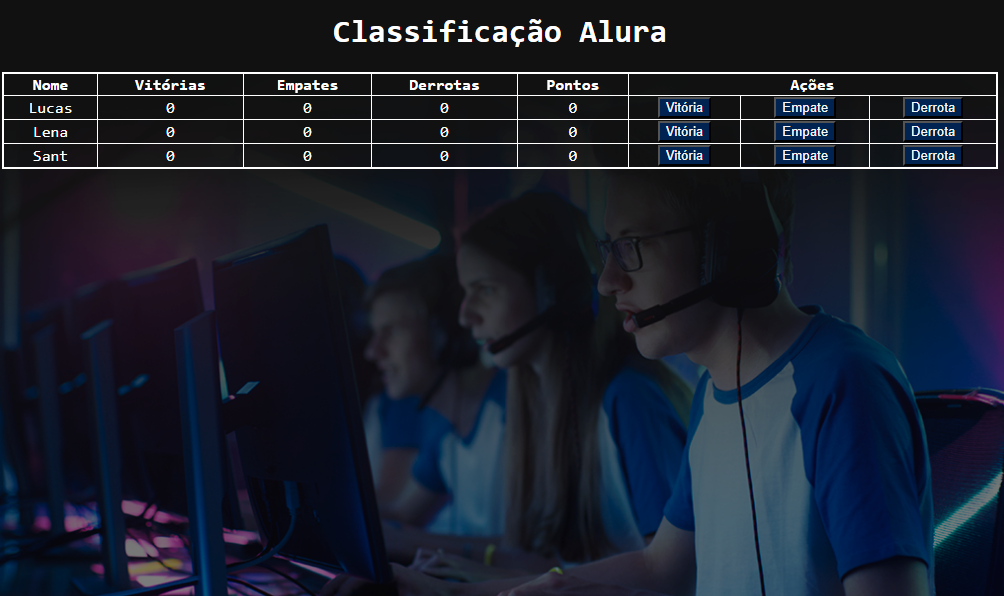 Classificação Alura
Nome Vitórias Empates Derrotas Pontos Ações
Lucas 0 0 0 0 Vitória Empate Derrota
Lena 0 0 0 0 Vitória Empate Derrota
Sant 0 0 0 0 Vitória Empate Derrota